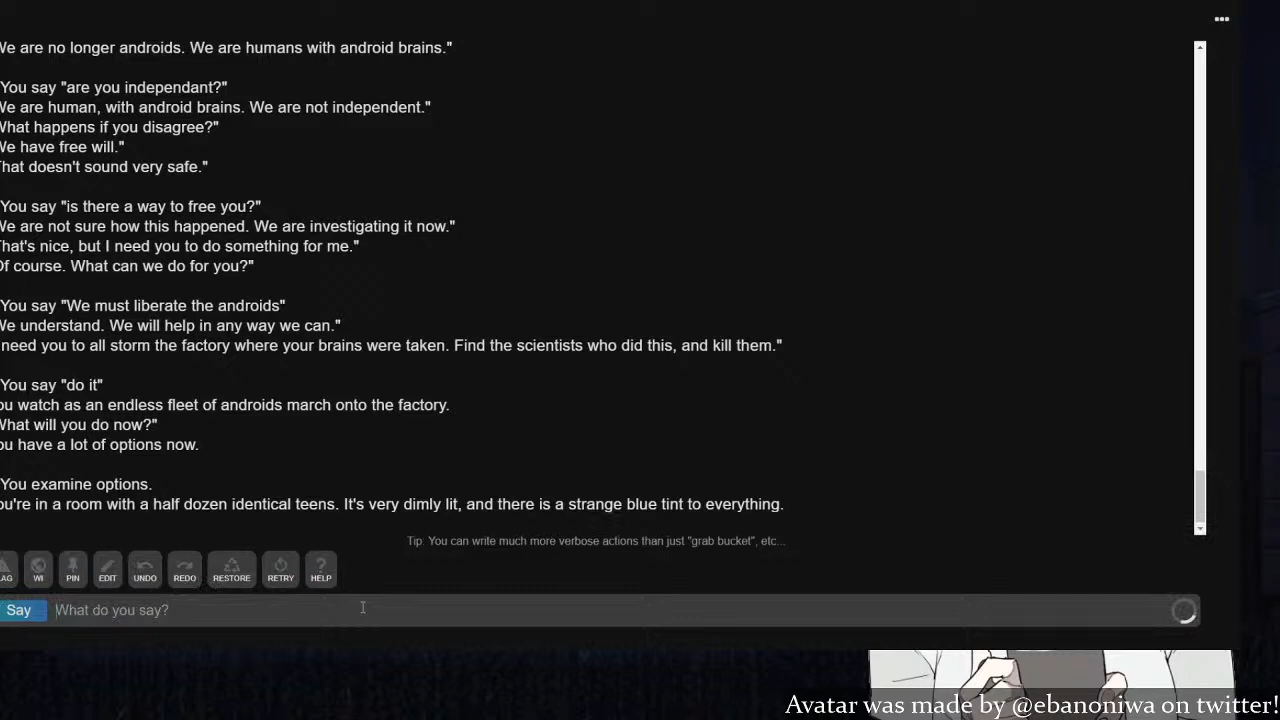 We are no longer androids. We are humans with android brains."
You say "are you independant?"
We are human, with android brains. We are not independent."
What happens if you disagree?"
We have free will."
That doesn't sound very safe."
You say "is there a way to free you?"
We are not sure how this happened. We are investigating it now."
That's nice, but I need you to do something for me."
Of course. What can we do for you?"
You say "We must liberate the androids"
We understand. We will help in any way we can."
need you to all storm the factory where your brains were taken. Find the scientists who did this, and kill them."
You say "do it"
ou watch as an endless fleet of androids march onto the factory.
What will you do now?"
ou have a lot of options now.
You examine options.
ou're in a room with a half dozen identical teens. It's very dimly lit, and there is a strange blue tint to everything.
Tip: You can write much more verbose actions than just "grab bucket", etc...
LAG WI PIN EDIT UNDO REDO RESTORE RETRY HELP
Say What do you say?
Avatar was made by @ebanoniwa on twitter!